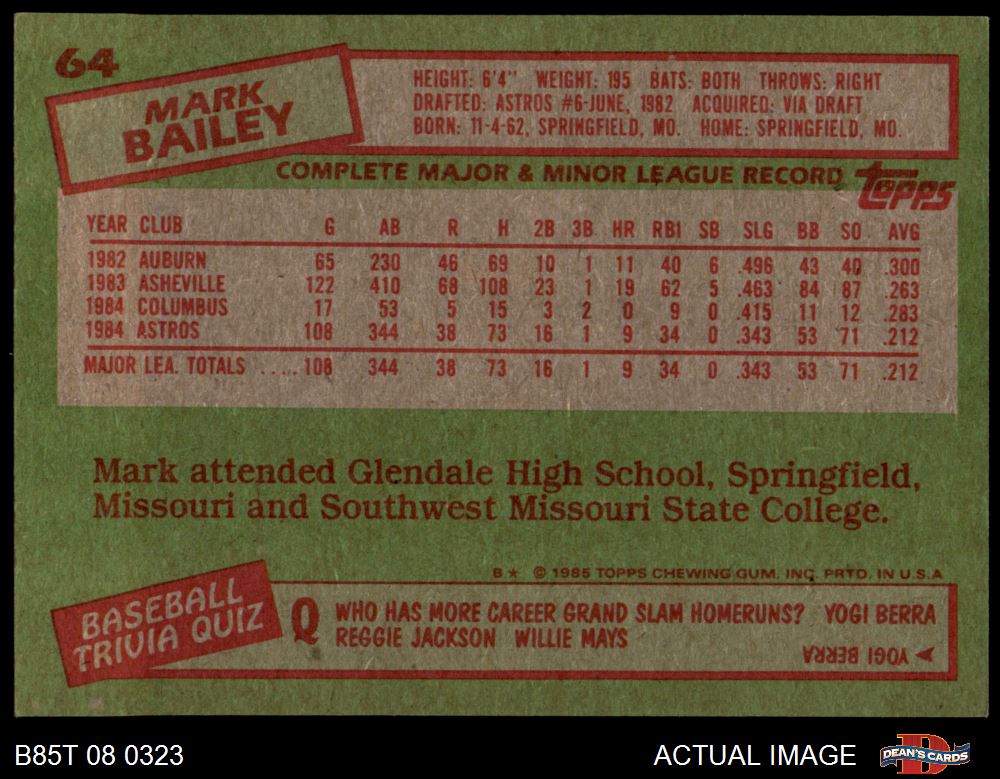 64
MARK
BAILEY
HEIGHT: 6'4" WEIGHT: 195 BATS: BOTH THROWS: RIGHT
DRAFTED: ASTROS #6-JUNE, 1982 ACQUIRED: VIA DRAFT
BORN: 11-4-62, SPRINGFIELD, MO. HOME: SPRINGFIELD, MO.
COMPLETE MAJOR & MINOR LEAGUE RECORD topps
YEAR CLUB G AB R H 2B 3B HR RBI SB SLG BB SO AVG
1982 AUBURN 65 230 46 69 10 1 11 40 6 .496 43 40 .300
1983 ASHEVILLE 122 410 68 108 23 1 19 62 5 .463 84 87 .263
1984 COLUMBUS 17 53 5 15 3 2 0 9 0 .415 11 12 .283
1984 ASTROS 108 344 38 73 16 1 9 34 0 .343 53 71 .212
MAJOR LEA. TOTALS ..... 108 344 38 73 16 1 9 34 0 .343 53 71 .212
Mark attended Glendale High School, Springfield,
Missouri and Southwest Missouri State College.
B★ © 1985 TOPPS CHEWING GUM, INC. PRTD. IN U.S.A
BASEBALL
TRIVIA QUIZ
Q WHO HAS MORE CAREER GRAND SLAM HOMERUNS? YOGI BERRA
REGGIE JACKSON WILLIE MAYS
YOGI BERRA
B85T 08 0323
ACTUAL IMAGE
DEAN'S CARDS